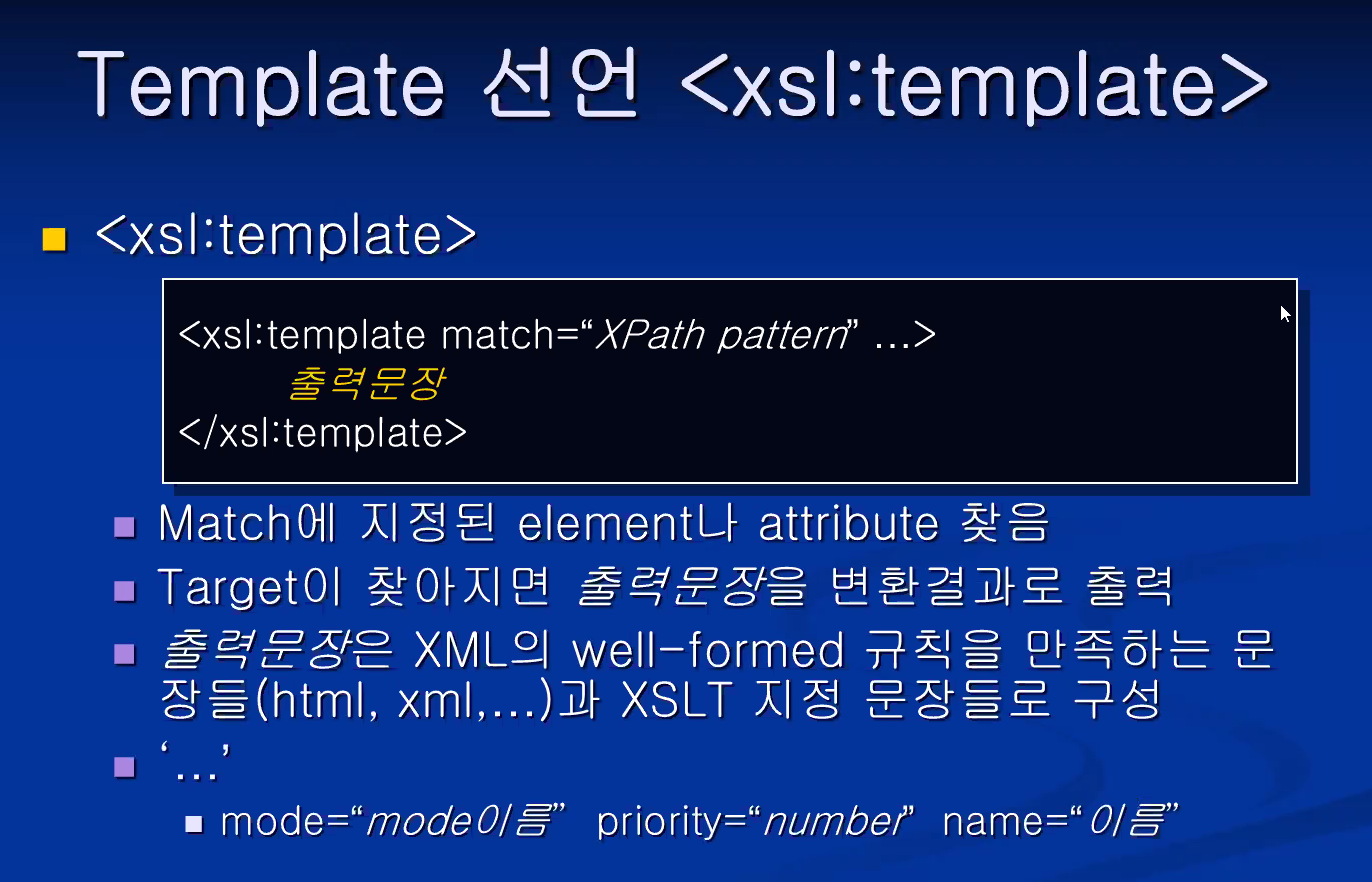 Template 선언 <xsl:template>
<xsl:template>
<xsl:template match=“XPath pattern” ...>
출력문장
</xsl:template>
Match에 지정된 element나 attribute 찾음
Target이 찾아지면 출력문장을 변환결과로 출력
출력문장은 XML의 well-formed 규칙을 만족하는 문
장들(html, xml,...)과 XSLT 지정 문장들로 구성
‘...’
mode=“mode이름” priority=“number” name=“이름”